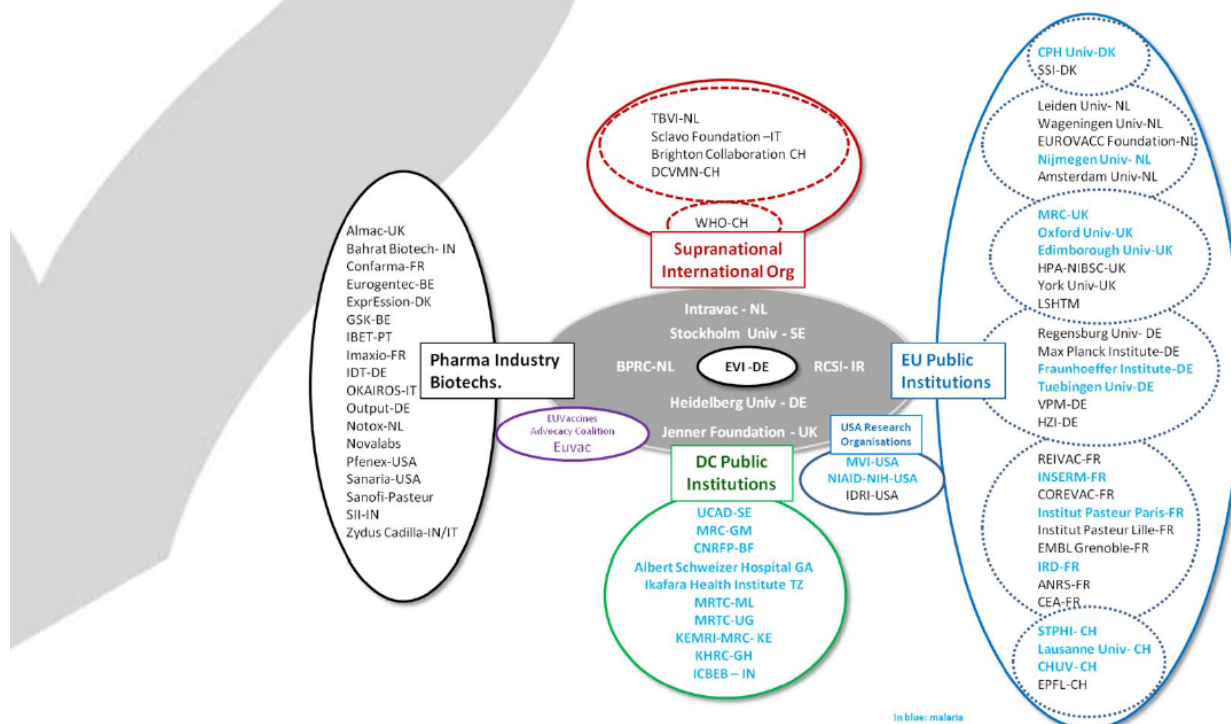 TBVI-NL
Sclavo Foundation –IT
Brighton Collaboration CH
DCVMN-CH
WHO-CH
Supranational
International Org
Almac-UK
Bahrat Biotech- IN
Confarma-FR
Eurogentec-BE
ExprEssion-DK
GSK-BE
IBET-PT
Imaxio-FR
IDT-DE
OKAIROS-IT
Output-DE
Notox-NL
Novalabs
Pfenex-USA
Sanaria-USA
Sanofi-Pasteur
SII-IN
Zydus Cadilla-IN/IT
Pharma Industry
Biotechs.
Intravac - NL
Stockholm Univ - SE
BPRC-NL
EVI -DE
RCSI- IR
Heidelberg Univ - DE
Jenner Foundation - UK
EUVaccines
Advocacy Coalition
Euvac
DC Public
Institutions
UCAD-SE
MRC-GM
CNRFP-BF
Albert Schweizer Hospital GA
Ikafara Health Institute TZ
MRTC-ML
MRTC-UG
KEMRI-MRC- KE
KHRC-GH
ICBEB – IN
USA Research
Organisations
MVI-USA
NIAID-NIH-USA
IDRI-USA
EU Public
Institutions
CPH Univ-DK
SSI-DK
Leiden Univ- NL
Wageningen Univ-NL
EUROVACC Foundation-NL
Nijmegen Univ- NL
Amsterdam Univ-NL
MRC-UK
Oxford Univ-UK
Edimborough Univ-UK
HPA-NIBSC-UK
York Univ-UK
LSHTM
Regensburg Univ- DE
Max Planck Institute-DE
Fraunhoeffer Institute-DE
Tuebingen Univ-DE
VPM-DE
HZI-DE
REIVAC-FR
INSERM-FR
COREVAC-FR
Institut Pasteur Paris-FR
Institut Pasteur Lille-FR
EMBL Grenoble-FR
IRD-FR
ANRS-FR
CEA-FR
STPHI- CH
Lausanne Univ- CH
CHUV- CH
EPFL-CH
In blue: malaria